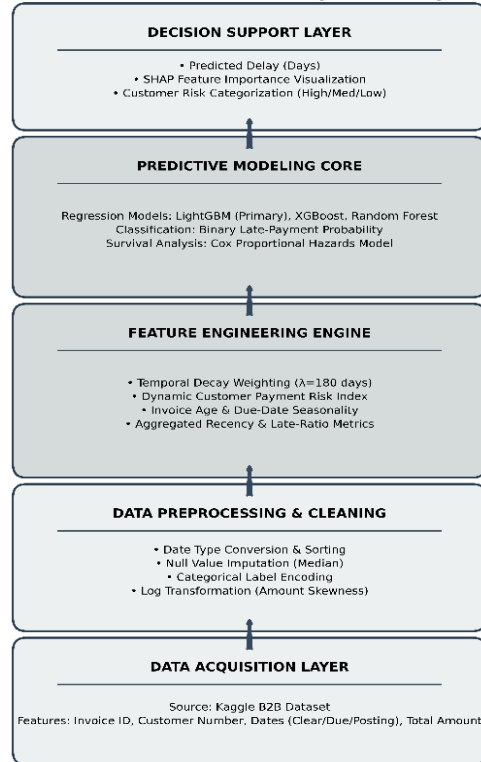 DECISION SUPPORT LAYER
• Predicted Delay (Days)
• SHAP Feature Importance Visualization
• Customer Risk Categorization (High/Med/Low)
PREDICTIVE MODELING CORE
Regression Models: LightGBM (Primary), XGBoost, Random Forest
Classification: Binary Late-Payment Probability
Survival Analysis: Cox Proportional Hazards Model
FEATURE ENGINEERING ENGINE
• Temporal Decay Weighting (λ=180 days)
• Dynamic Customer Payment Risk Index
• Invoice Age & Due-Date Seasonality
• Aggregated Recency & Late-Ratio Metrics
DATA PREPROCESSING & CLEANING
• Date Type Conversion & Sorting
• Null Value Imputation (Median)
• Categorical Label Encoding
• Log Transformation (Amount Skewness)
DATA ACQUISITION LAYER
Source: Kaggle B2B Dataset
Features: Invoice ID, Customer Number, Dates (Clear/Due/Posting), Total Amount